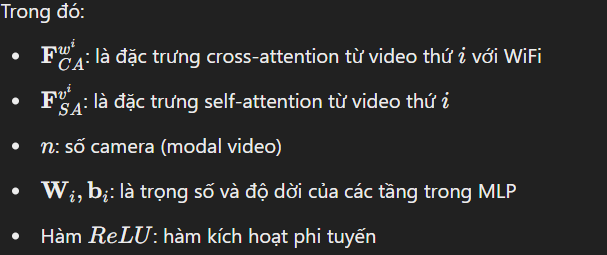 Trong đó:
• $\mathbf{F}_{CA}^{w^i}$: là đặc trưng cross-attention từ video thứ $i$ với WiFi
• $\mathbf{F}_{SA}^{v^i}$: là đặc trưng self-attention từ video thứ $i$
• $n$: số camera (modal video)
• $\mathbf{W}_i, \mathbf{b}_i$: là trọng số và độ dời của các tầng trong MLP
• Hàm $ReLU$: hàm kích hoạt phi tuyến